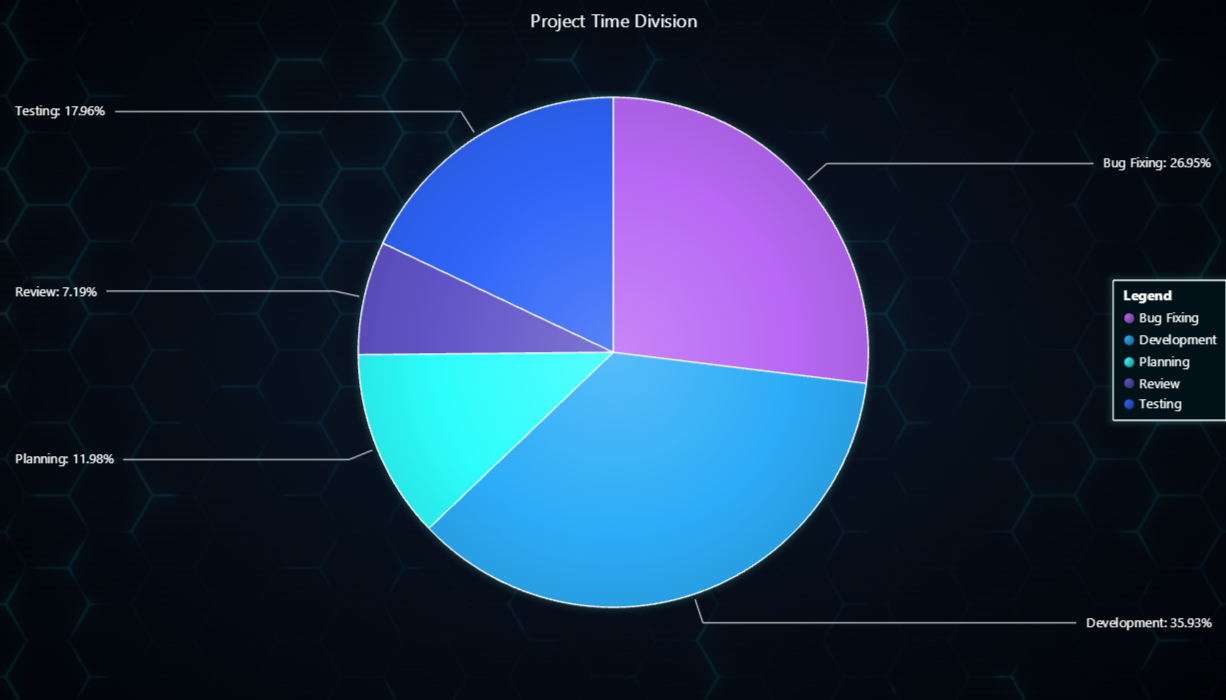 Project Time Division
Testing: 17.96%
Bug Fixing: 26.95%
Review: 7.19%
Legend
Bug Fixing
Development
Planning
Review
Testing
Planning: 11.98%
Development: 35.93%